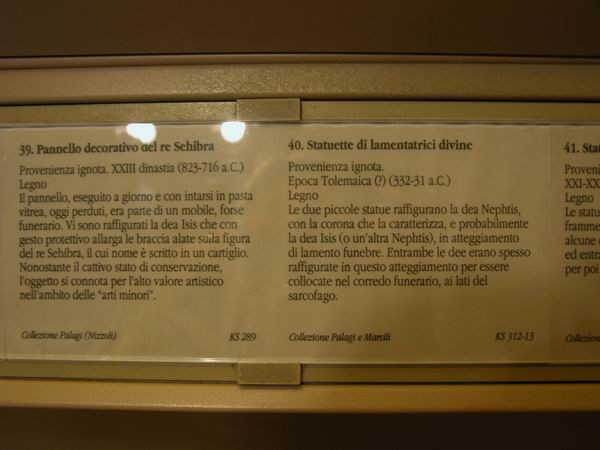 39. Pannello decorativo del re Sehibra
Provenienza ignota. XXIII dinastia (823-716 a.C.)
Legno
Il pannello, eseguito a giorno e con intarsi in pasta
vitrea, oggi perduti, era parte di un mobile, forse
funerario. Vi sono raffigurati la dea Isis che con
gesto protettivo allarga le braccia alate sulla figura
del re Sehibra, il cui nome è scritto in un cartiglio.
Nonostante il cattivo stato di conservazione,
l'oggetto si connota per l'alto valore artistico
nell'ambito delle "arti minori".
Collezione Palagi (Nizzoli) KS 289
40. Statuette di lamentatrici divine
Provenienza ignota.
Epoca Tolemaica (?) (332-31 a.C.)
Legno
Le due piccole statue raffigurano la dea Nephtis,
con la corona che la caratterizza, e probabilmente
la dea Isis (o un'altra Nephtis), in atteggiamento
di lamento funebre. Entrambe le dee erano spesso
raffigurate in questo atteggiamento per essere
collocate nel corredo funerario, ai lati del
sarcofago.
Collezione Palagi e Marsili KS 312-13
41. Stat
Proveni
XXI-XX
Legno
Le statu
framme
alcune
ed entra
per poi
Collezion